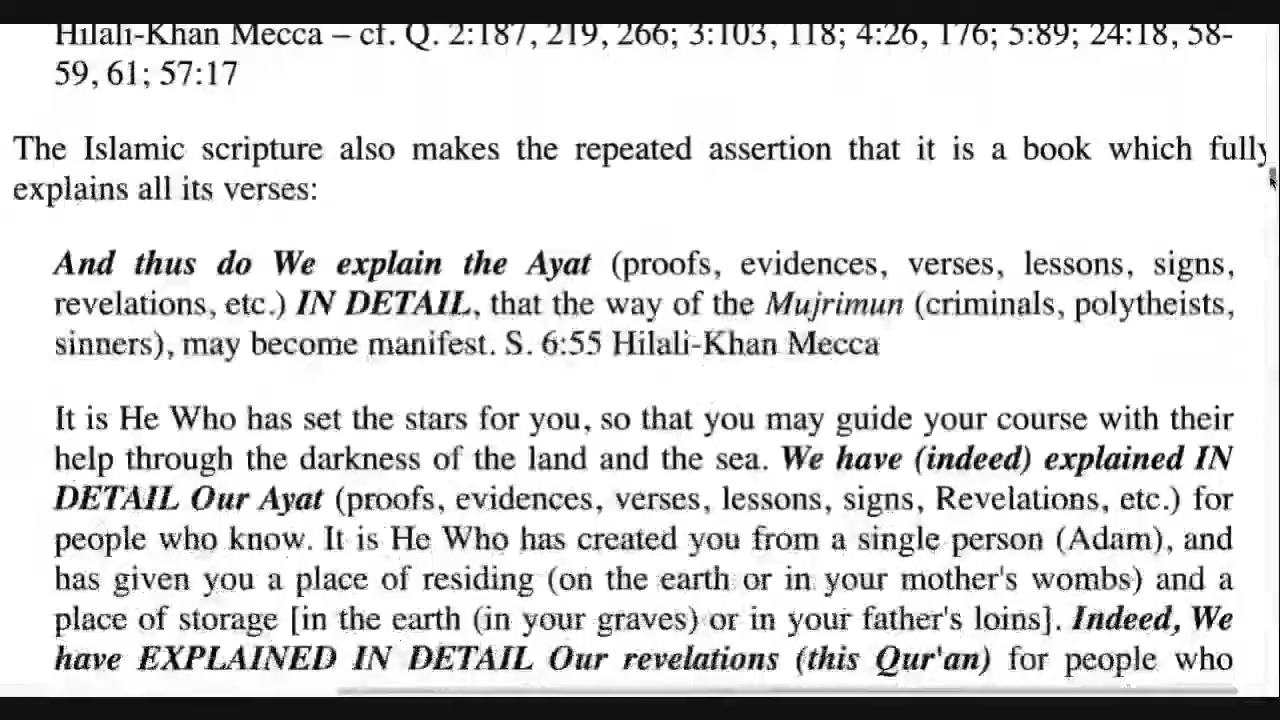 Hilali-Khan Mecca – cf. Q. 2:187, 219, 266; 3:103, 118; 4:26, 176; 5:89; 24:18, 58-
59, 61; 57:17
The Islamic scripture also makes the repeated assertion that it is a book which fully
explains all its verses:
And thus do We explain the Ayat (proofs, evidences, verses, lessons, signs,
revelations, etc.) IN DETAIL, that the way of the Mujrimun (criminals, polytheists,
sinners), may become manifest. S. 6:55 Hilali-Khan Mecca
It is He Who has set the stars for you, so that you may guide your course with their
help through the darkness of the land and the sea. We have (indeed) explained IN
DETAIL Our Ayat (proofs, evidences, verses, lessons, signs, Revelations, etc.) for
people who know. It is He Who has created you from a single person (Adam), and
has given you a place of residing (on the earth or in your mother's wombs) and a
place of storage [in the earth (in your graves) or in your father's loins]. Indeed, We
have EXPLAINED IN DETAIL Our revelations (this Qur'an) for people who